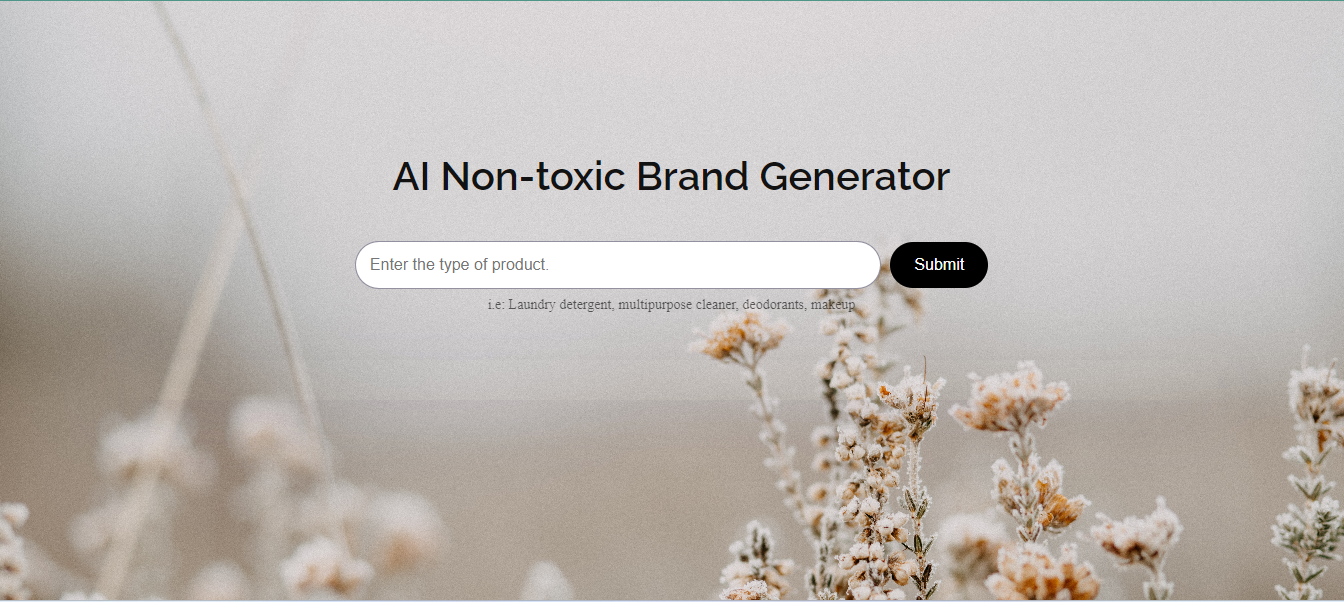 AI Non-toxic Brand Generator
Enter the type of product.
Submit
i.e: Laundry detergent, multipurpose cleaner, deodorants, makeup